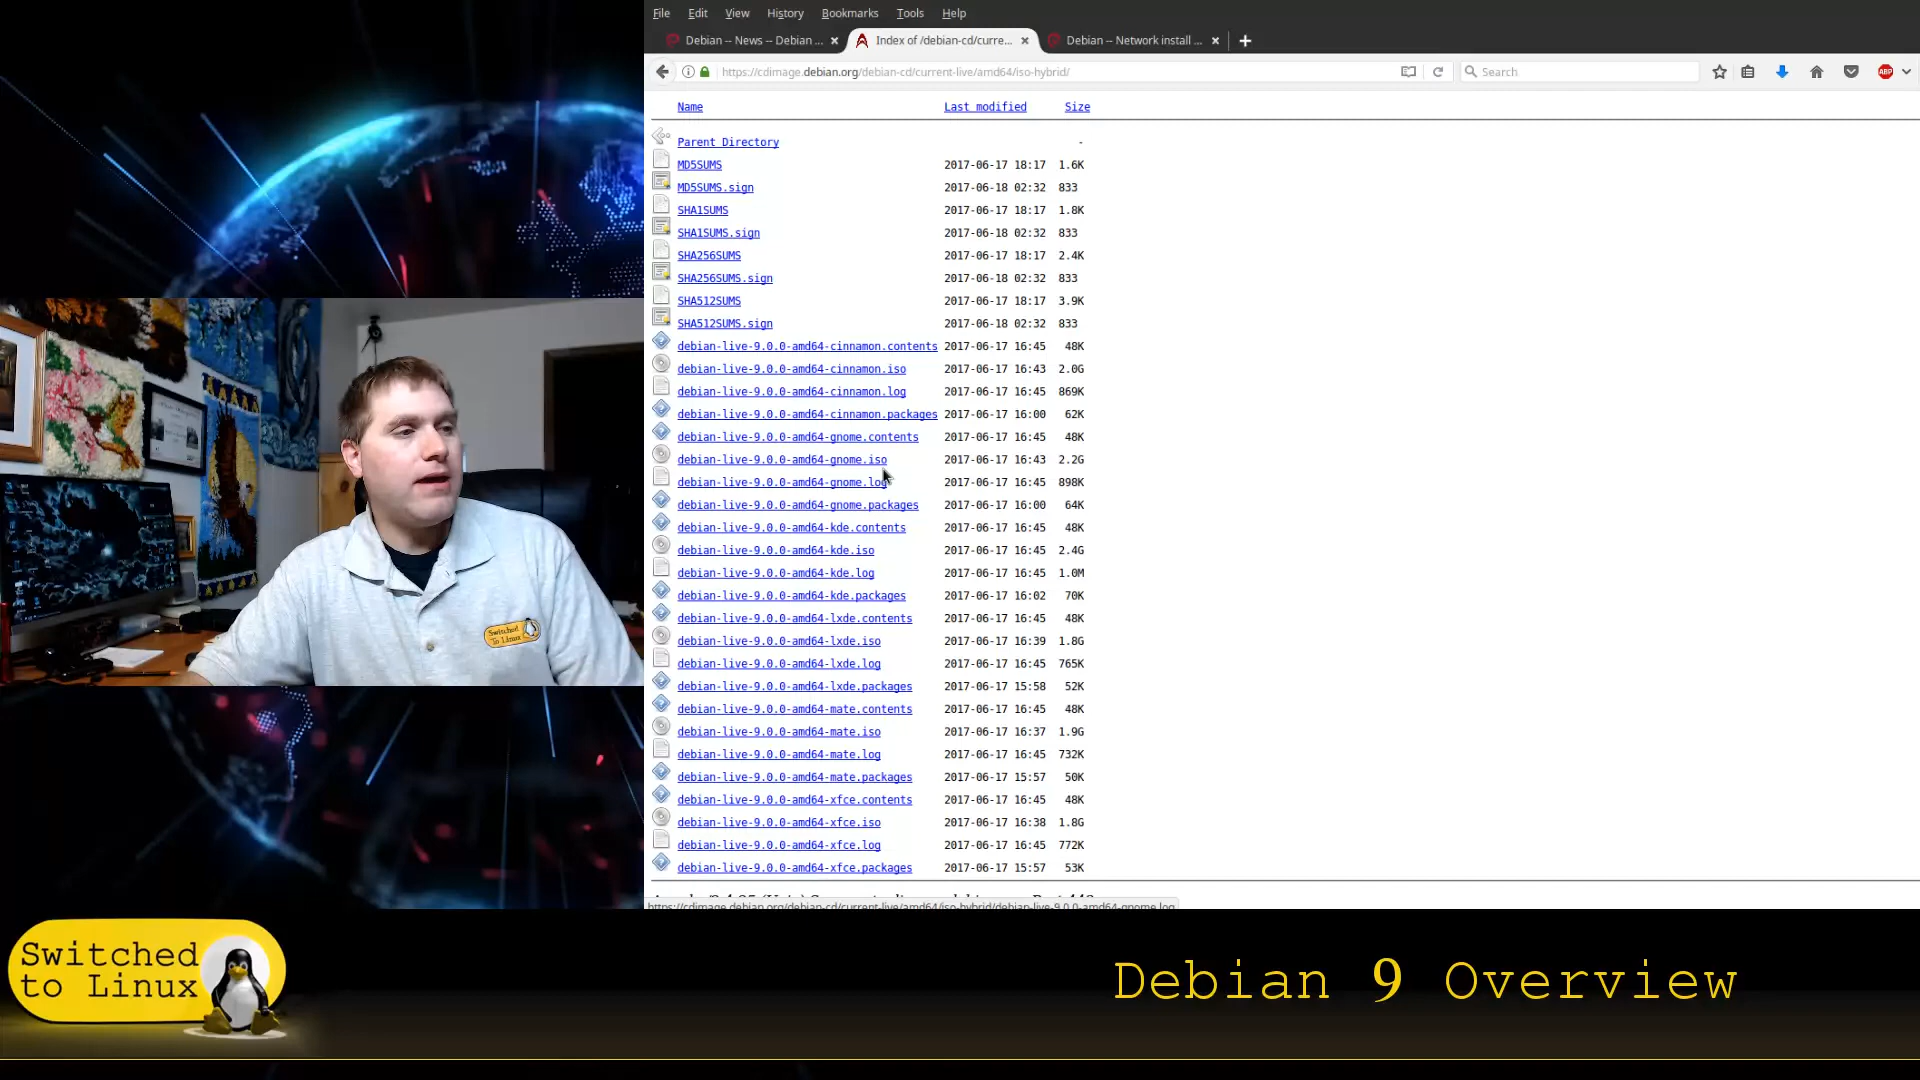 File Edit View History Bookmarks Tools Help
Debian -- News -- Debian ... Index of /debian-cd/curre... Debian -- Network install ...
https://cdimage.debian.org/debian-cd/current-live/amd64/iso-hybrid/ Search ABP
Name Last modified Size
Parent Directory -
MD5SUMS 2017-06-17 18:17 1.6K
MD5SUMS.sign 2017-06-18 02:32 833
SHA1SUMS 2017-06-17 18:17 1.8K
SHA1SUMS.sign 2017-06-18 02:32 833
SHA256SUMS 2017-06-17 18:17 2.4K
SHA256SUMS.sign 2017-06-18 02:32 833
SHA512SUMS 2017-06-17 18:17 3.9K
SHA512SUMS.sign 2017-06-18 02:32 833
debian-live-9.0.0-amd64-cinnamon.contents 2017-06-17 16:45 48K
debian-live-9.0.0-amd64-cinnamon.iso 2017-06-17 16:43 2.0G
debian-live-9.0.0-amd64-cinnamon.log 2017-06-17 16:45 869K
debian-live-9.0.0-amd64-cinnamon.packages 2017-06-17 16:00 62K
debian-live-9.0.0-amd64-gnome.contents 2017-06-17 16:45 48K
debian-live-9.0.0-amd64-gnome.iso 2017-06-17 16:43 2.2G
debian-live-9.0.0-amd64-gnome.log 2017-06-17 16:45 898K
debian-live-9.0.0-amd64-gnome.packages 2017-06-17 16:00 64K
debian-live-9.0.0-amd64-kde.contents 2017-06-17 16:45 48K
debian-live-9.0.0-amd64-kde.iso 2017-06-17 16:45 2.4G
debian-live-9.0.0-amd64-kde.log 2017-06-17 16:45 1.0M
debian-live-9.0.0-amd64-kde.packages 2017-06-17 16:02 70K
debian-live-9.0.0-amd64-lxde.contents 2017-06-17 16:45 48K
debian-live-9.0.0-amd64-lxde.iso 2017-06-17 16:39 1.8G
debian-live-9.0.0-amd64-lxde.log 2017-06-17 16:45 765K
debian-live-9.0.0-amd64-lxde.packages 2017-06-17 15:58 52K
debian-live-9.0.0-amd64-mate.contents 2017-06-17 16:45 48K
debian-live-9.0.0-amd64-mate.iso 2017-06-17 16:37 1.9G
debian-live-9.0.0-amd64-mate.log 2017-06-17 16:45 732K
debian-live-9.0.0-amd64-mate.packages 2017-06-17 15:57 50K
debian-live-9.0.0-amd64-xfce.contents 2017-06-17 16:45 48K
debian-live-9.0.0-amd64-xfce.iso 2017-06-17 16:38 1.8G
debian-live-9.0.0-amd64-xfce.log 2017-06-17 16:45 772K
debian-live-9.0.0-amd64-xfce.packages 2017-06-17 15:57 53K
https://cdimage.debian.org/debian-cd/current-live/amd64/iso-hybrid/debian-live-9.0.0-amd64-gnome.log
Switched
To Linux
Switched
to Linux
Debian 9 Overview